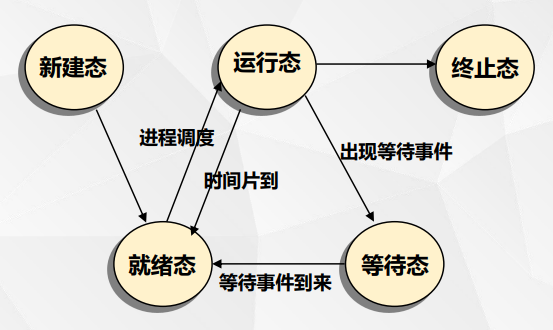 新建态
运行态
终止态
进程调度
出现等待事件
时间片到
就绪态
等待态
等待事件到来